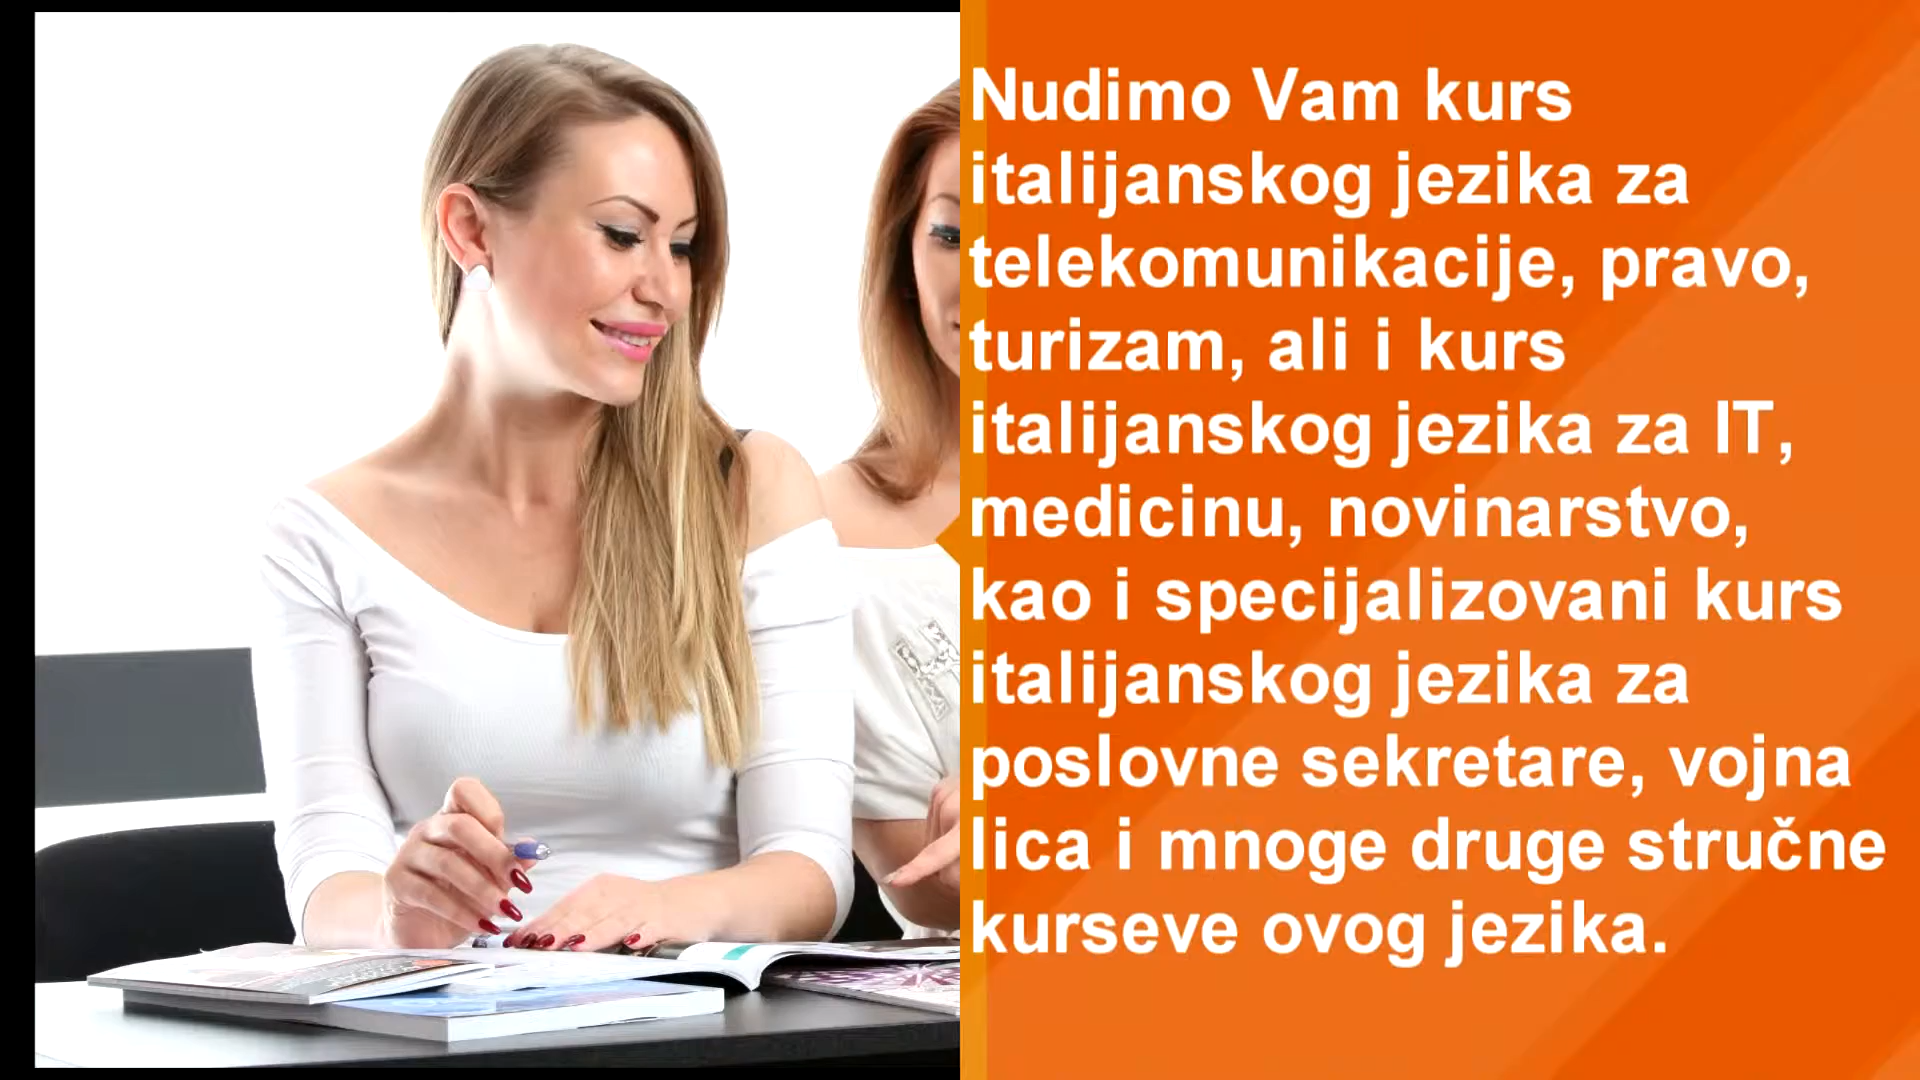 Nudimo Vam kurs
italijanskog jezika za
telekomunikacije, pravo,
turizam, ali i kurs
italijanskog jezika za IT,
medicinu, novinarstvo,
kao i specijalizovani kurs
italijanskog jezika za
poslovne sekretare, vojna
lica i mnoge druge stručne
kurseve ovog jezika.